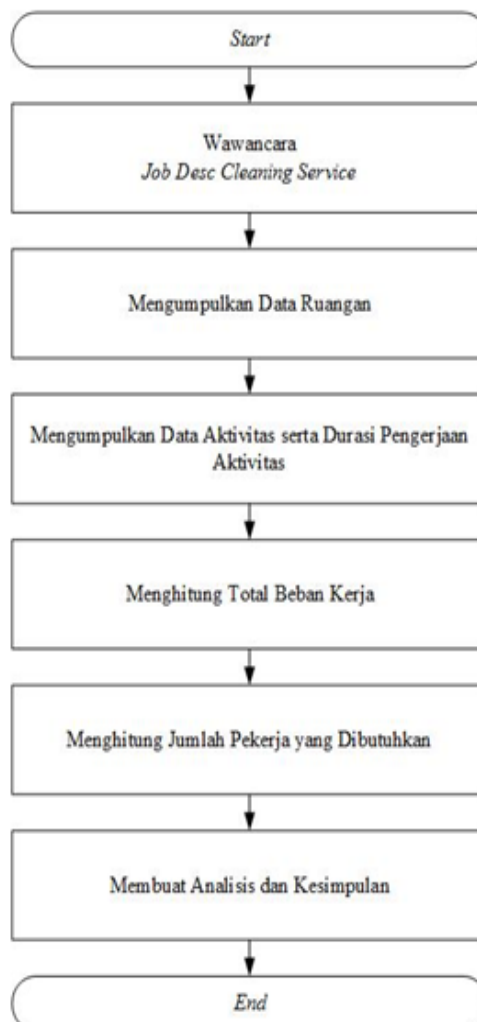 Start
Wawancara
Job Desc Cleaning Service
Mengumpulkan Data Ruangan
Mengumpulkan Data Aktivitas serta Durasi Pengerjaan
Aktivitas
Menghitung Total Beban Kerja
Menghitung Jumlah Pekerja yang Dibutuhkan
Membuat Analisis dan Kesimpulan
End